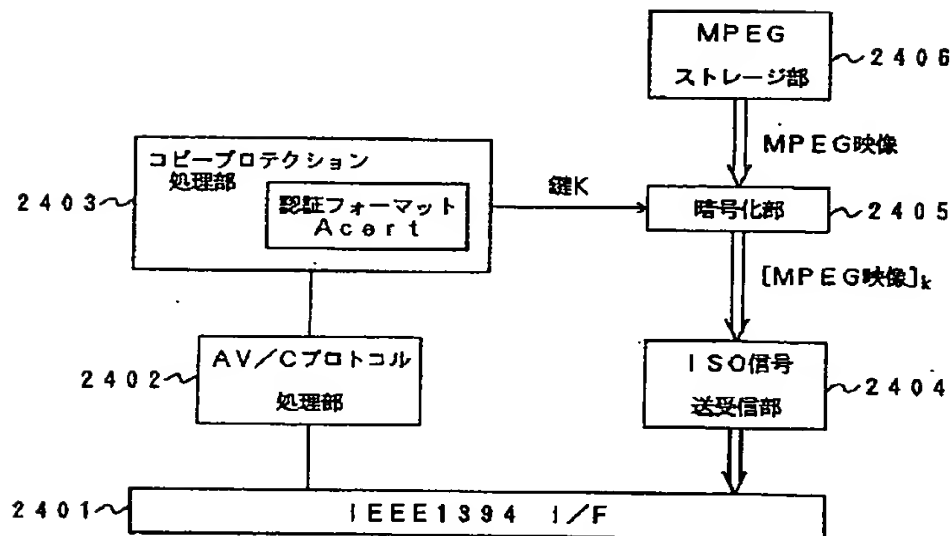 MPEG
ストレージ部
2406
MPEG映像
コピープロテクション
処理部
認証フォーマット
Acert
2403
鍵K
暗号化部
2405
[MPEG映像]k
AV/Cプロトコル
処理部
2402
ISO信号
送受信部
2404
2401
IEEE1394 I/F